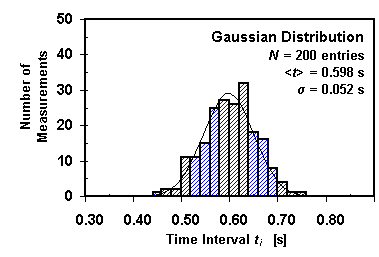 50
40
30
20
10
0
Number of
Measurements
Gaussian Distribution
N = 200 entries
<t> = 0.598 s
σ = 0.052 s
0.30 0.40 0.50 0.60 0.70 0.80
Time Interval ti [s]